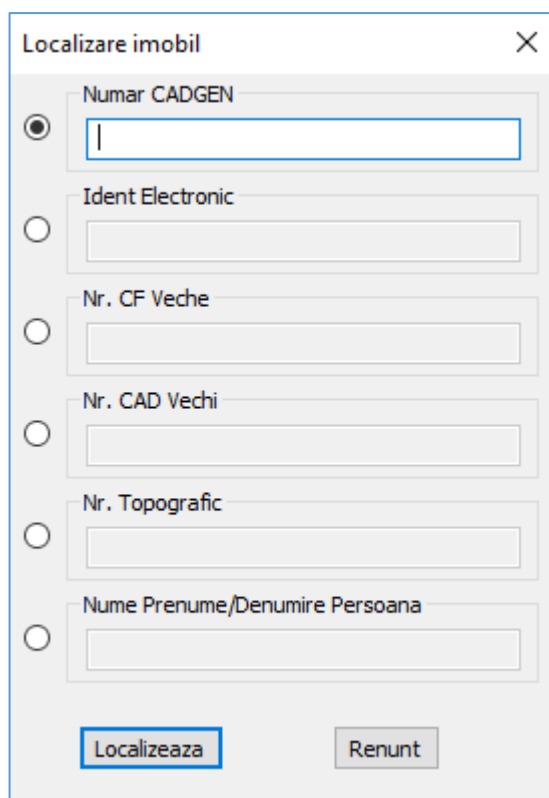 Localizare imobil
Numar CADGEN
Ident Electronic
Nr. CF Veche
Nr. CAD Vechi
Nr. Topografic
Nume Prenume/Denumire Persoana
Localizeaza Renunt